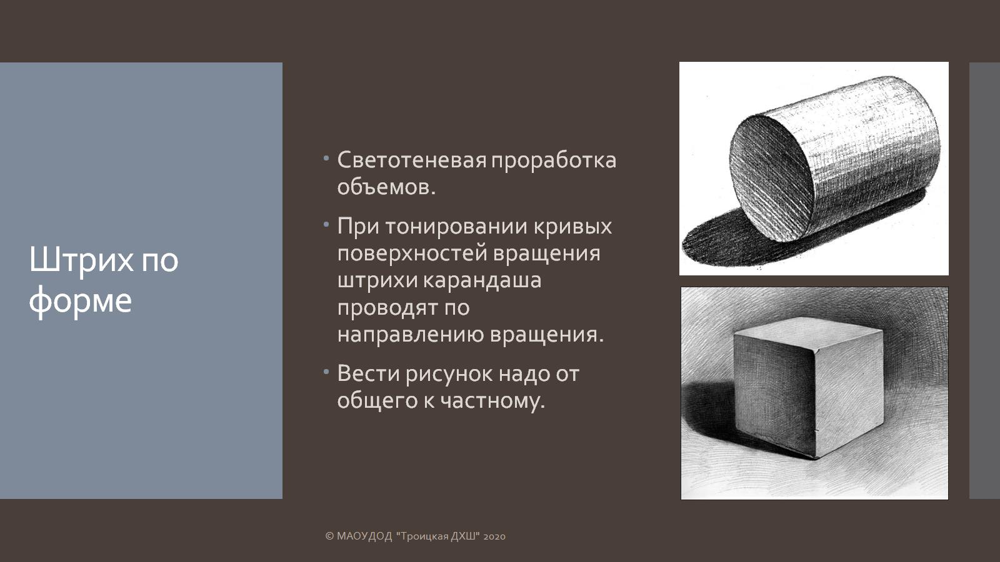 Штрих по
форме
• Светотеневая проработка
объемов.
• При тонировании кривых
поверхностей вращения
штрихи карандаша
проводят по
направлению вращения.
• Вести рисунок надо от
общего к частному.
© МАОУДОД "Троицкая ДХШ" 2020